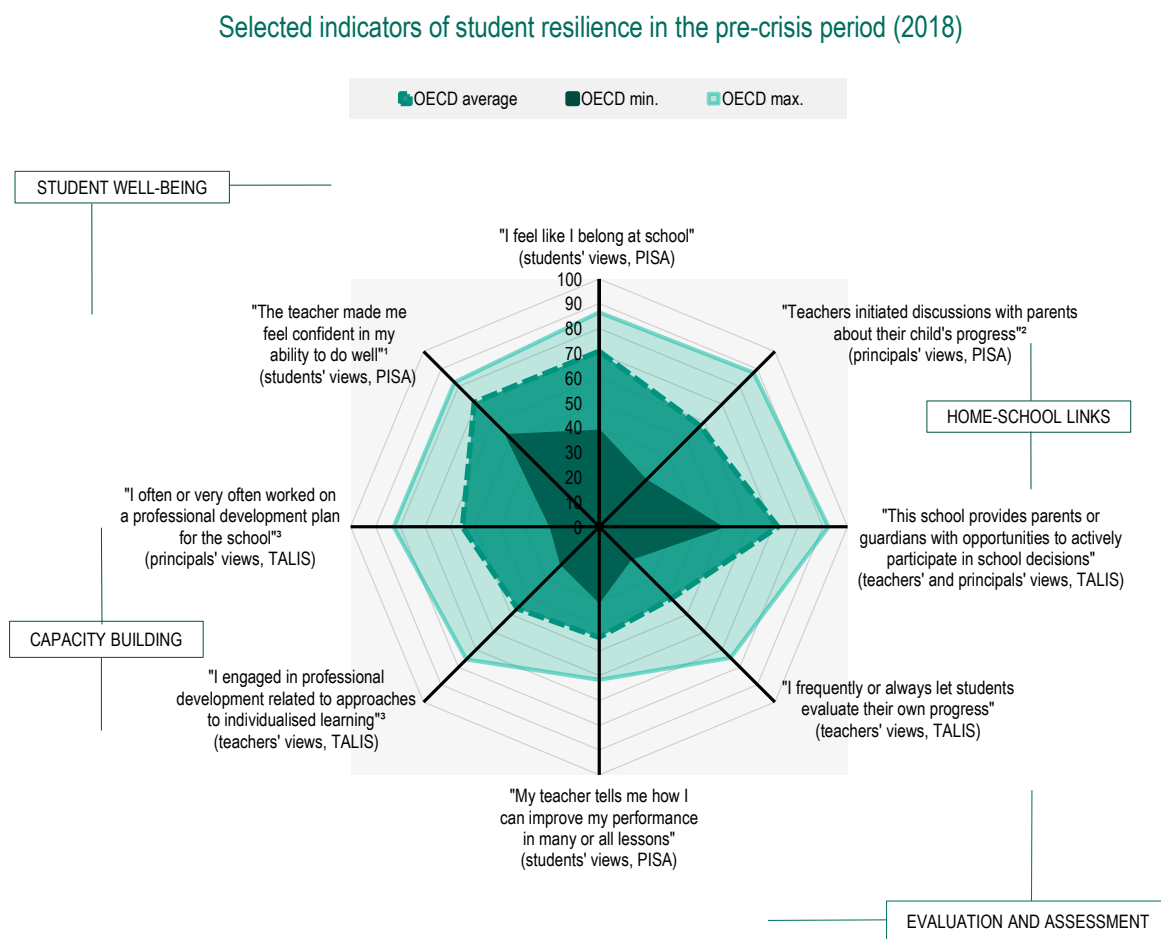 Selected indicators of student resilience in the pre-crisis period (2018)
OECD average
OECD min.
OECD max.
STUDENT WELL-BEING
"I feel like I belong at school"
(students' views, PISA)
100
90
80
70
60
50
40
30
20
10
0
"The teacher made me
feel confident in my
ability to do well"¹
(students' views, PISA)
"Teachers initiated discussions with parents
about their child's progress"²
(principals' views, PISA)
HOME-SCHOOL LINKS
"I often or very often worked on
a professional development plan
for the school"³
(principals' views, TALIS)
"This school provides parents or
guardians with opportunities to actively
participate in school decisions"
(teachers' and principals' views, TALIS)
CAPACITY BUILDING
"I engaged in professional
development related to approaches
to individualised learning"³
(teachers' views, TALIS)
"I frequently or always let students
evaluate their own progress"
(teachers' views, TALIS)
"My teacher tells me how I
can improve my performance
in many or all lessons"
(students' views, PISA)
EVALUATION AND ASSESSMENT